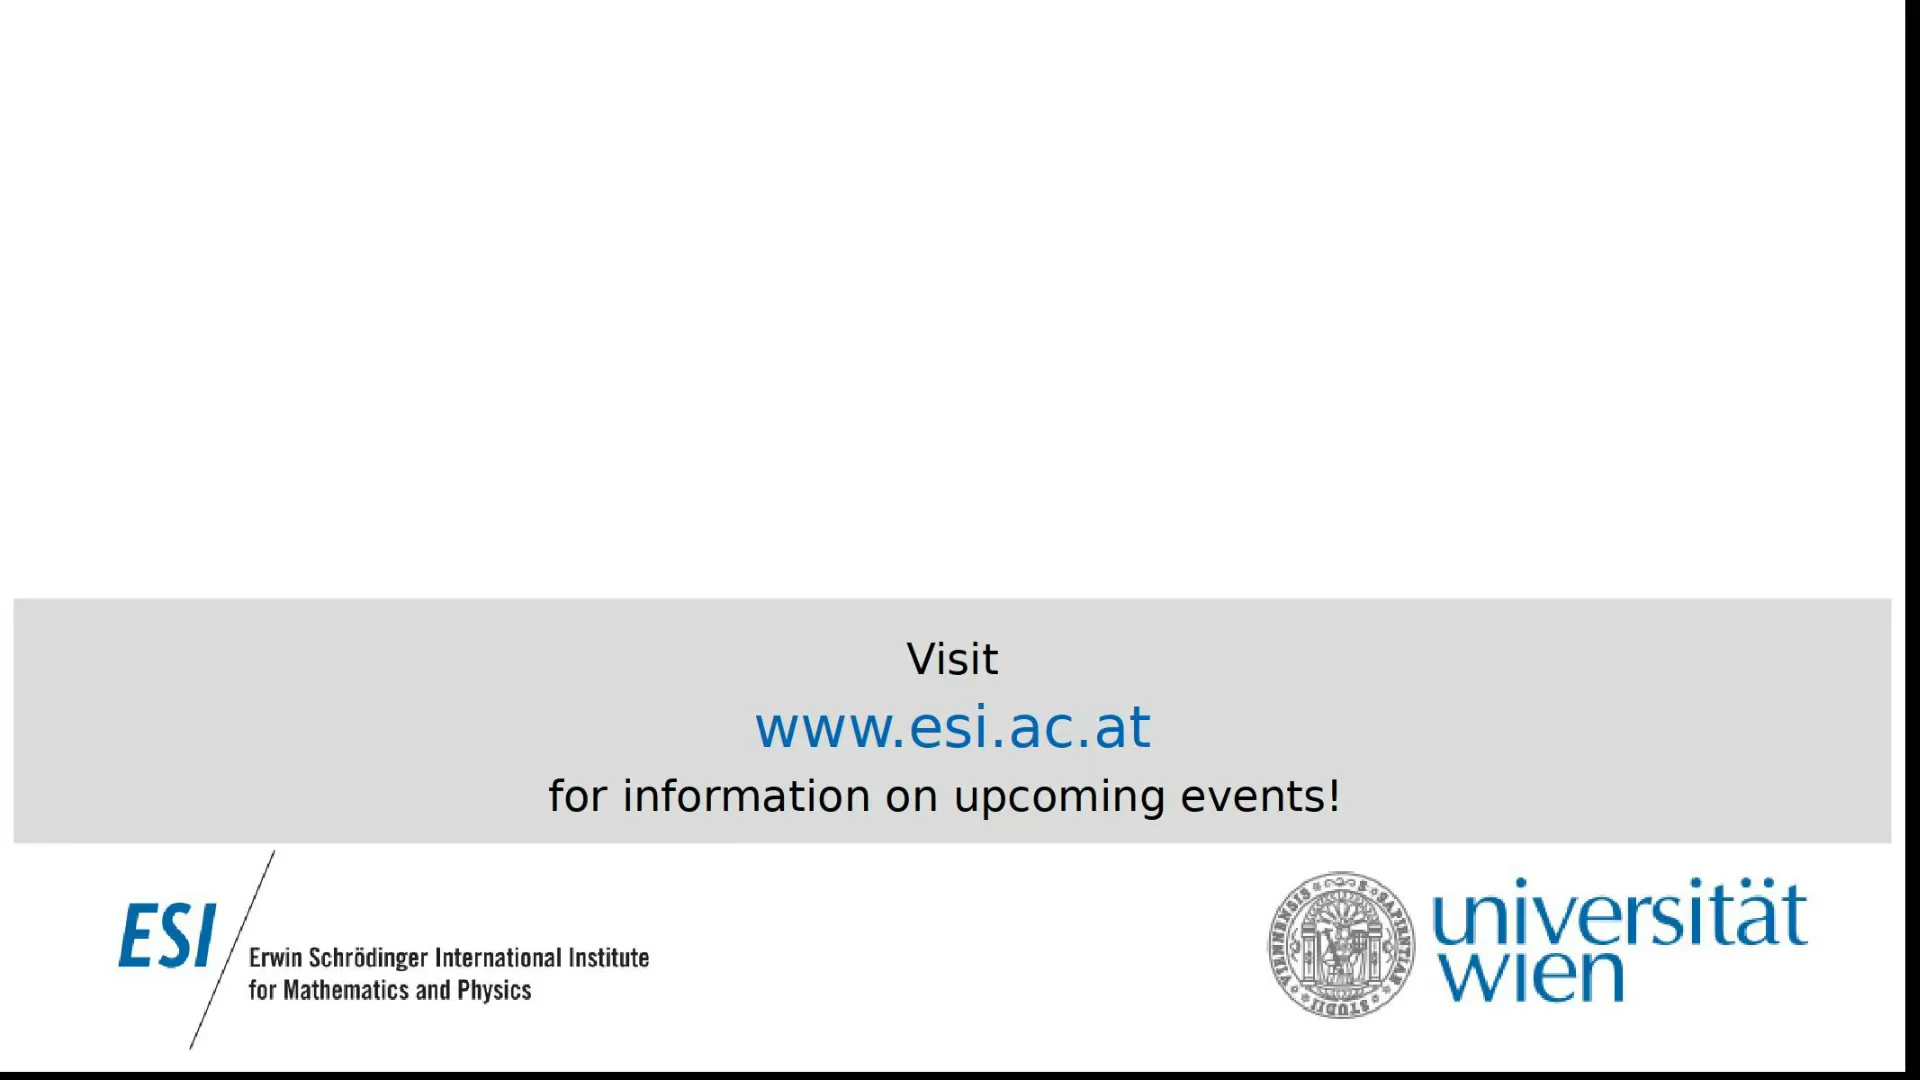 Visit
www.esi.ac.at
for information on upcoming events!
ESI
Erwin Schrödinger International Institute
for Mathematics and Physics
universität
wien